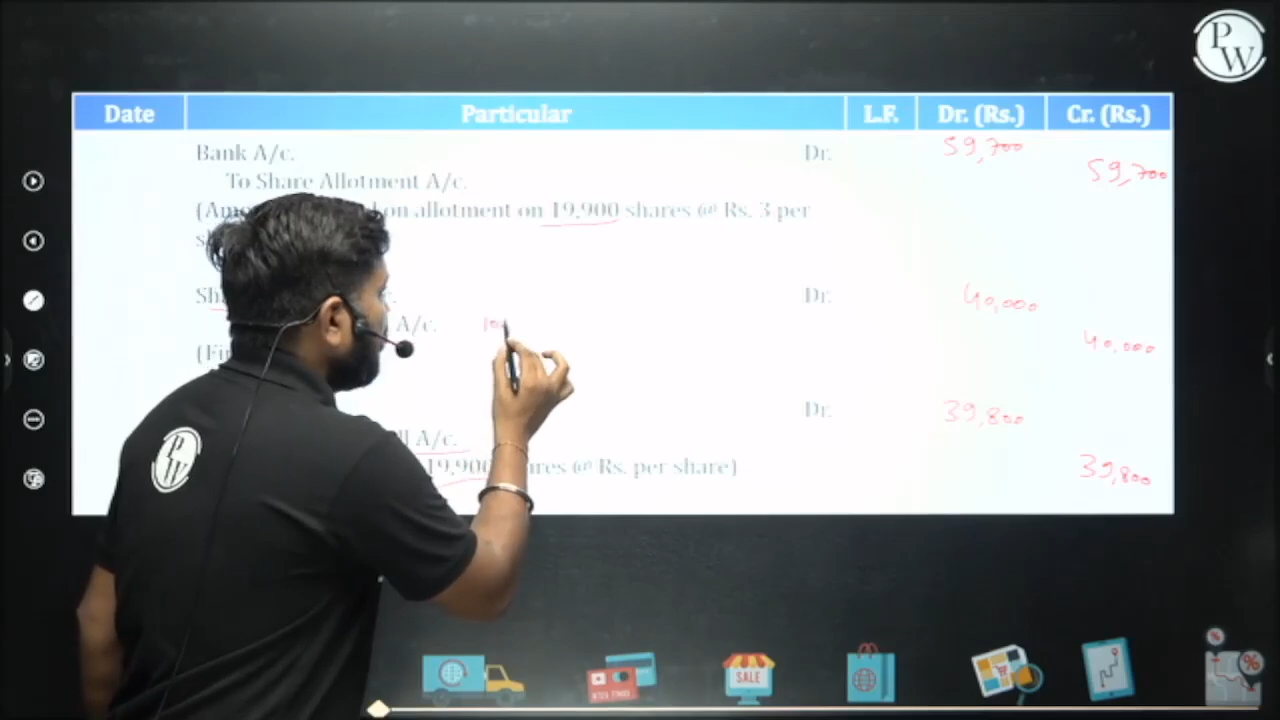 PW
Date Particular L.F. Dr. (Rs.) Cr. (Rs.)
Bank A/c. Dr. 59,700
To Share Allotment A/c. 59,700
on allotment on 19,900 shares @ Rs. 3 per
Dr. 40,000
A/c. 40,000
Dr. 39,800
A/c.
19,900 @ Rs. per share) 39,800
PW
SALE
%
%